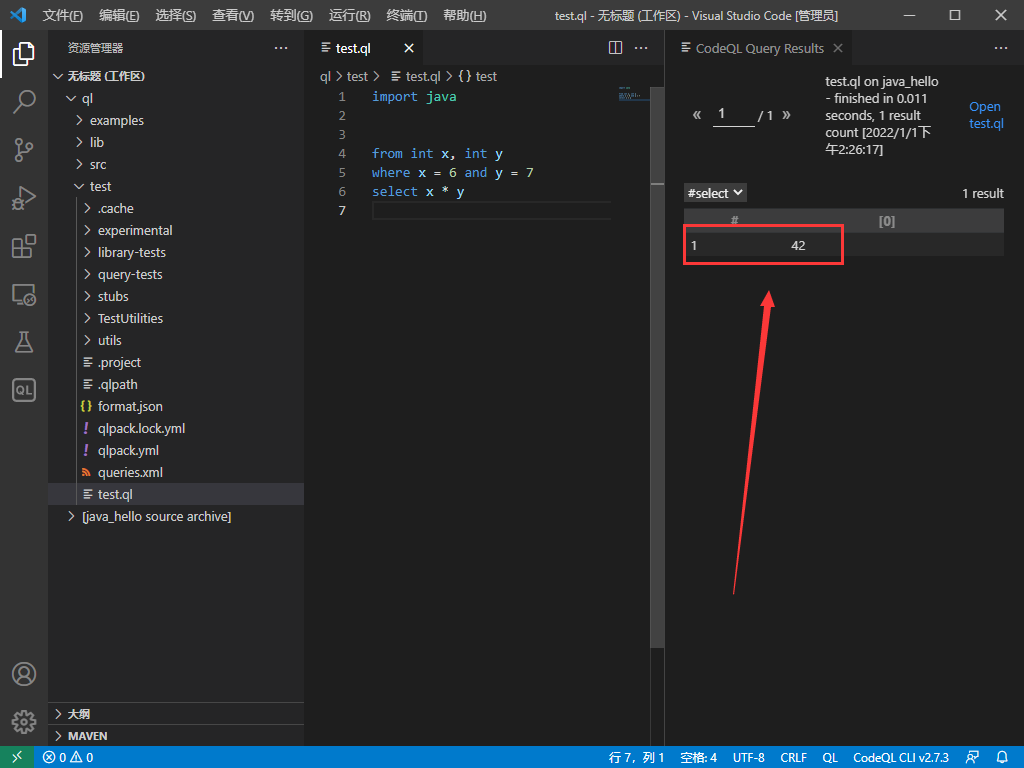 文件(F) 编辑(E) 选择(S) 查看(V) 转到(G) 运行(R) 终端(T) 帮助(H) test.ql - 无标题 (工作区) - Visual Studio Code [管理员]
资源管理器
无标题 (工作区)
ql
examples
lib
src
test
.cache
experimental
library-tests
query-tests
stubs
TestUtilities
utils
.project
.qlpath
{} format.json
! qlpack.lock.yml
! qlpack.yml
queries.xml
test.ql
[java_hello source archive]
大纲
MAVEN
QL
test.ql
ql > test > test.ql > {} test
1 import java
2
3
4 from int x, int y
5 where x = 6 and y = 7
6 select x * y
7
CodeQL Query Results
« 1 / 1 »
test.ql on java_hello
- finished in 0.011
seconds, 1 result
count [2022/1/1下
午2:26:17]
Open
test.ql
#select 1 result
# [0]
1 42
0 0 行 7，列 1 空格: 4 UTF-8 CRLF QL CodeQL CLI v2.7.3